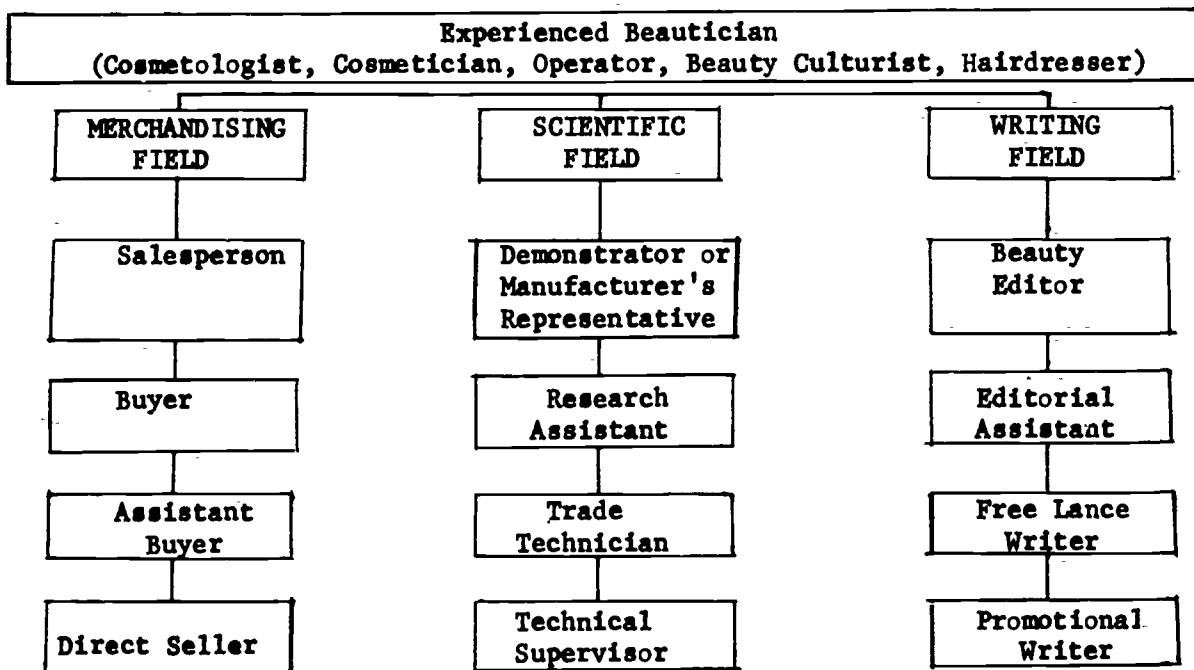 Experienced Beautician
(Cosmetologist, Cosmetician, Operator, Beauty Culturist, Hairdresser)
MERCHANDISING
FIELD
Salesperson
Buyer
Assistant
Buyer
Direct Seller
SCIENTIFIC
FIELD
Demonstrator or
Manufacturer's
Representative
Research
Assistant
Trade
Technician
Technical
Supervisor
WRITING
FIELD
Beauty
Editor
Editorial
Assistant
Free Lance
Writer
Promotional
Writer